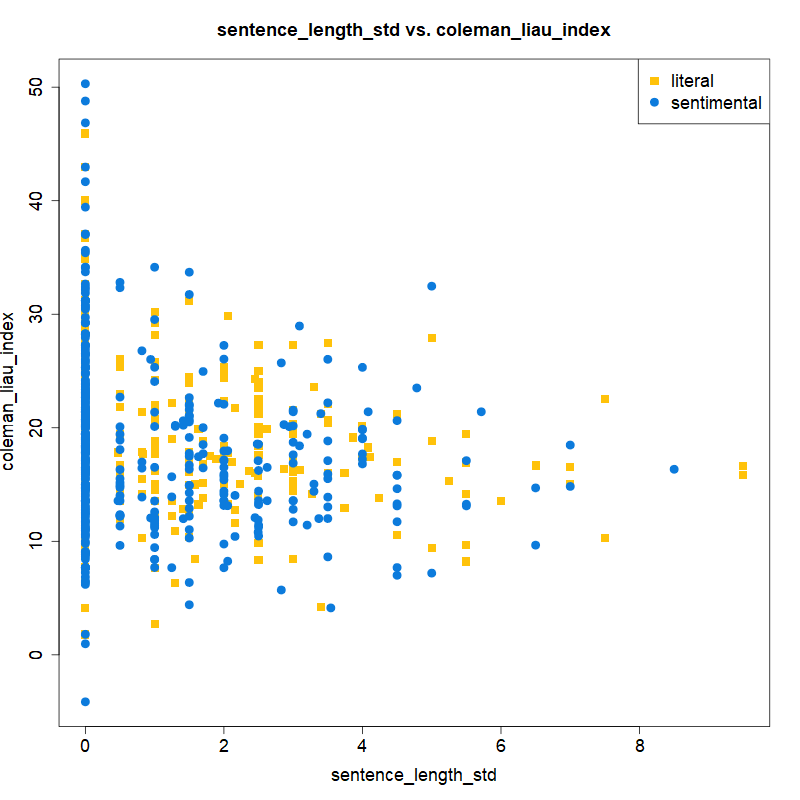 sentence_length_std vs. coleman_liau_index
literal
sentimental
50
40
30
20
10
0
coleman_liau_index
0 2 4 6 8
sentence_length_std